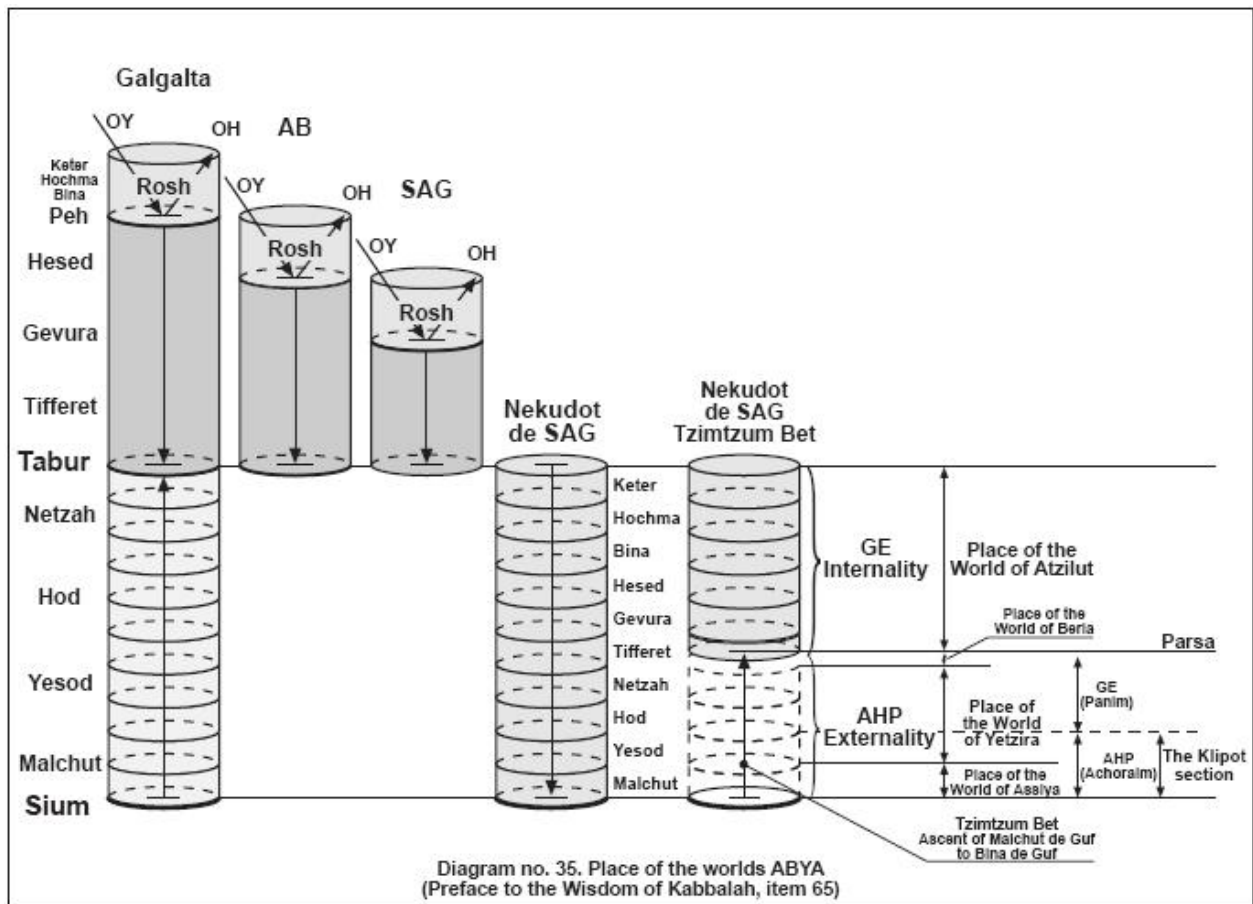 Galgalta
OY
OH
AB
Keter
Hochma
Bina
Rosh
OY
OH
SAG
Peh
Rosh
OY
OH
Hesed
Rosh
Gevura
Tifferet
Nekudot
de SAG
Nekudot
de SAG
Tzimtzum Bet
Tabur
Keter
Netzah
Hochma
Bina
GE
Internality
Place of the
World of Atzilut
Hod
Hesed
Gevura
Place of the
World of Beria
Tifferet
Parsa
Yesod
Netzah
GE
(Panim)
Hod
AHP
Externality
Place of
the World
of Yetzira
Yesod
AHP
(Achoraim)
The Klipot
section
Malchut
Malchut
Place of the
World of Assiya
Sium
Tzimtzum Bet
Ascent of Malchut de Guf
to Bina de Guf
Diagram no. 35. Place of the worlds ABYA
(Preface to the Wisdom of Kabbalah, item 65)